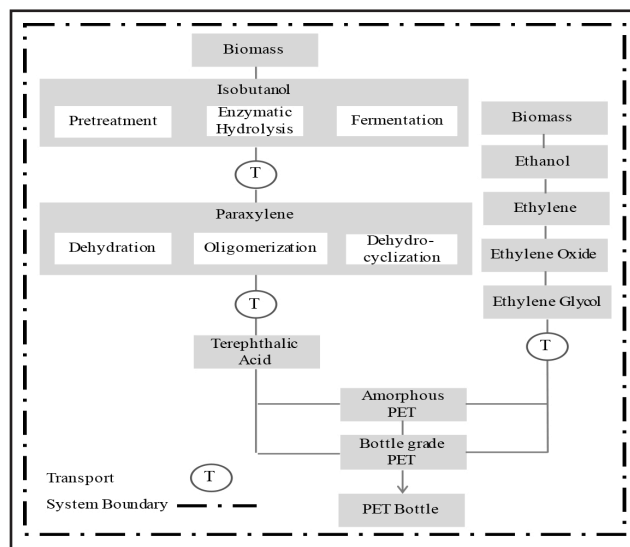 Biomass
Isobutanol
Pretreatment
Enzymatic
Hydrolysis
Fermentation
T
Paraxylene
Dehydration
Oligomerization
Dehydro-
cyclization
T
Terephthalic
Acid
Biomass
Ethanol
Ethylene
Ethylene Oxide
Ethylene Glycol
T
Amorphous
PET
Bottle grade
PET
PET Bottle
Transport
T
System Boundary